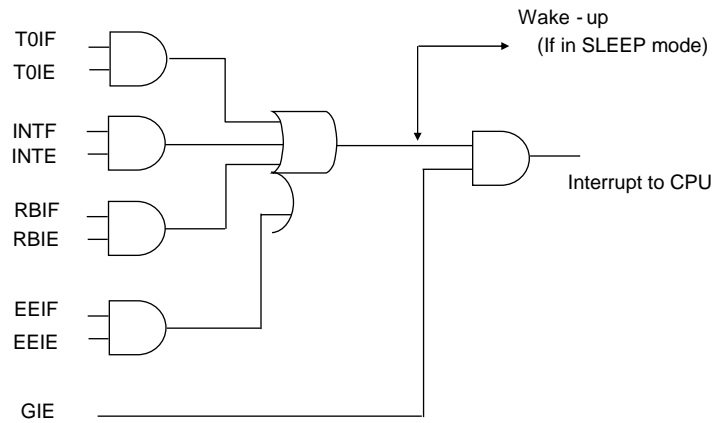 Wake - up
(If in SLEEP mode)
T0IF
T0IE
INTF
INTE
Interrupt to CPU
RBIF
RBIE
EEIF
EEIE
GIE